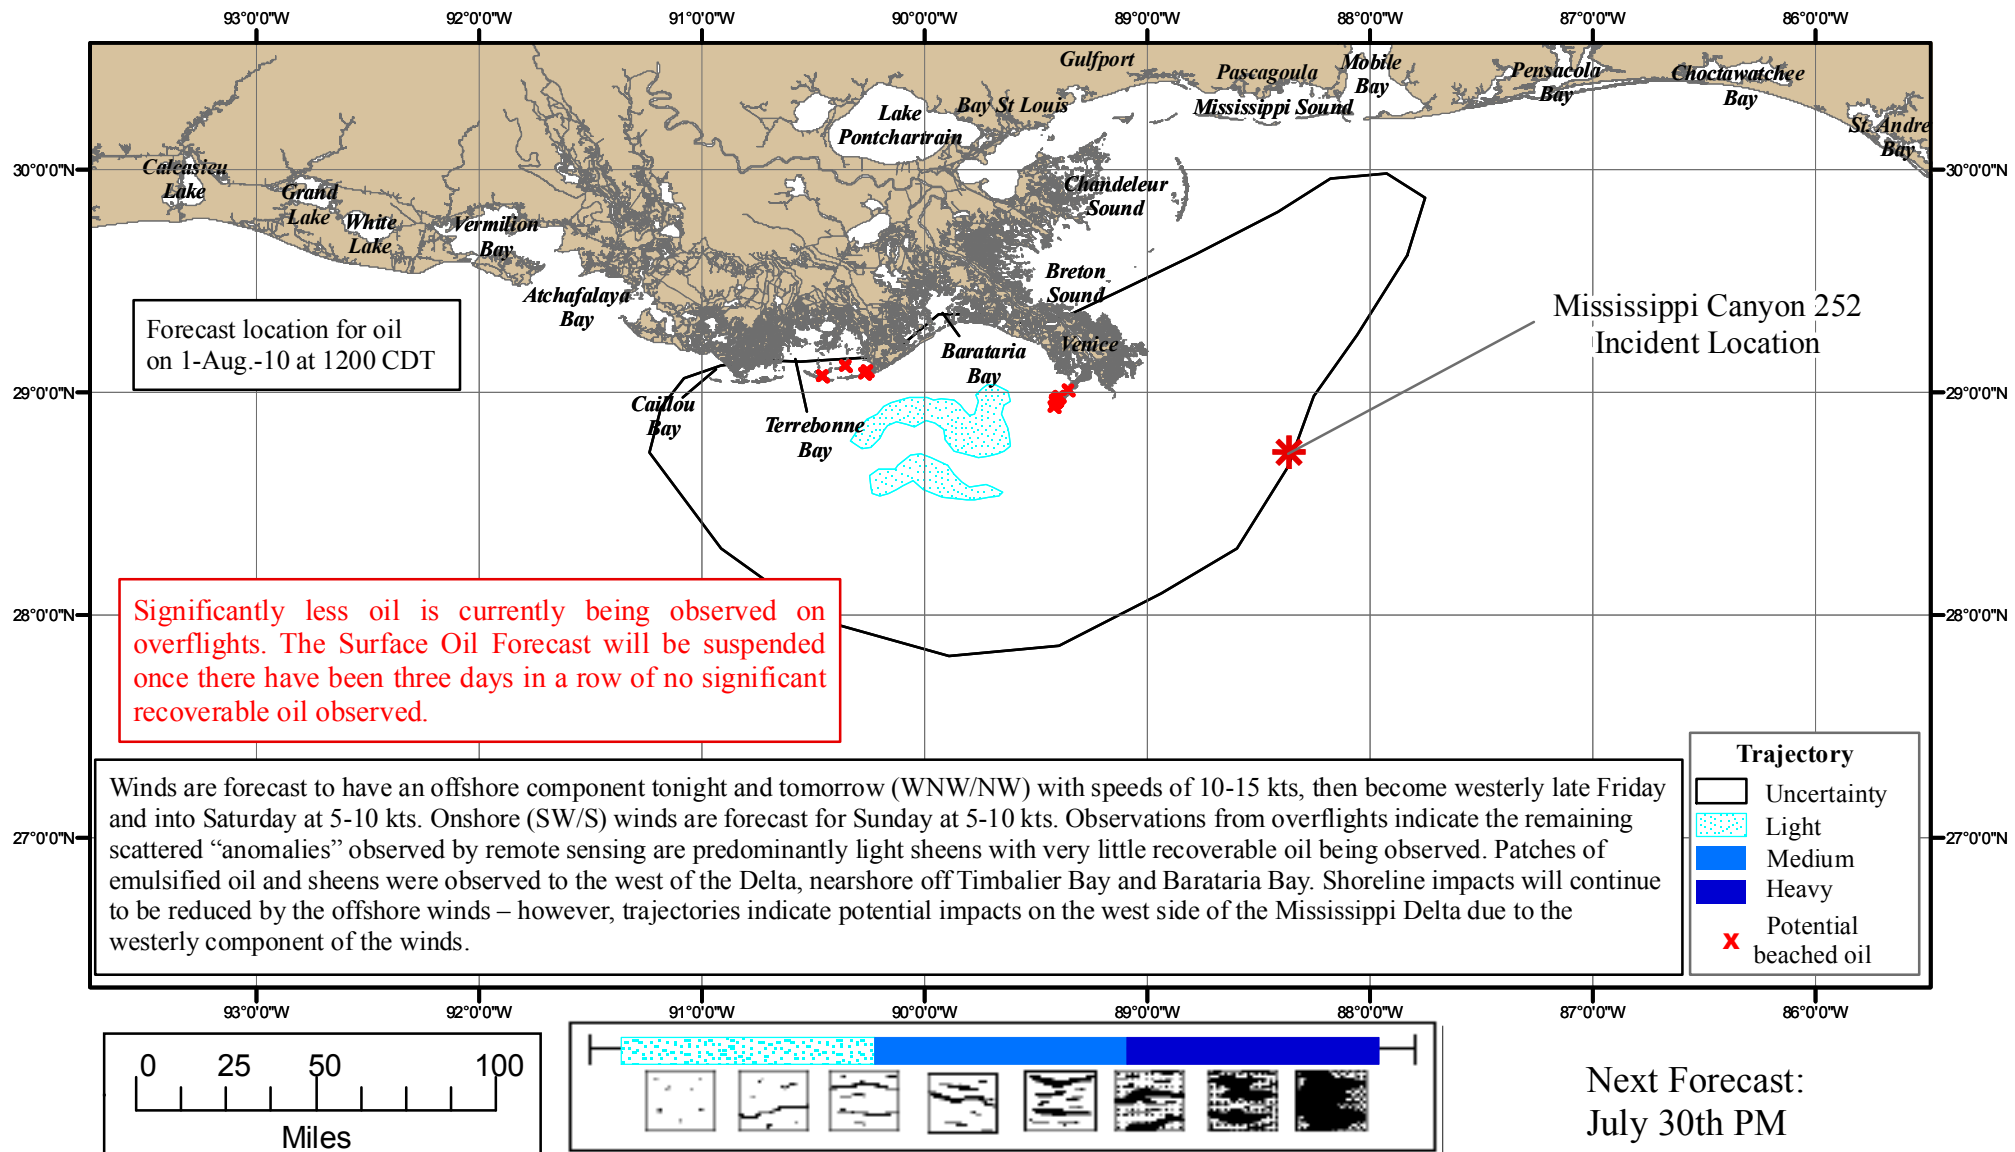 93°0'0"W 92°0'0"W 91°0'0"W 90°0'0"W 89°0'0"W 88°0'0"W 87°0'0"W 86°0'0"W
Gulfport
Pascagoula
Mobile
Bay
Pensacola
Bay
Choctawatchee
Bay
Lake
Pontchartrain
Bay St Louis
Mississippi Sound
St. Andre
Bay
30°0'0"N
30°0'0"N
Calcasieu
Lake
Grand
Lake
White
Lake
Vermilion
Bay
Chandeleur
Sound
Atchafalaya
Bay
Breton
Sound
Mississippi Canyon 252
Incident Location
Forecast location for oil
on 1-Aug.-10 at 1200 CDT
Venice
Barataria
Bay
29°0'0"N
29°0'0"N
Caillou
Bay
Terrebonne
Bay
28°0'0"N
28°0'0"N
Significantly less oil is currently being observed on
overflights. The Surface Oil Forecast will be suspended
once there have been three days in a row of no significant
recoverable oil observed.
27°0'0"N
27°0'0"N
Winds are forecast to have an offshore component tonight and tomorrow (WNW/NW) with speeds of 10-15 kts, then become westerly late Friday
and into Saturday at 5-10 kts. Onshore (SW/S) winds are forecast for Sunday at 5-10 kts. Observations from overflights indicate the remaining
scattered “anomalies” observed by remote sensing are predominantly light sheens with very little recoverable oil being observed. Patches of
emulsified oil and sheens were observed to the west of the Delta, nearshore off Timbalier Bay and Barataria Bay. Shoreline impacts will continue
to be reduced by the offshore winds – however, trajectories indicate potential impacts on the west side of the Mississippi Delta due to the
westerly component of the winds.
Trajectory
Uncertainty
Light
Medium
Heavy
x Potential
beached oil
93°0'0"W 92°0'0"W 91°0'0"W 90°0'0"W 89°0'0"W 88°0'0"W 87°0'0"W 86°0'0"W
0 25 50 100
Miles
Next Forecast:
July 30th PM